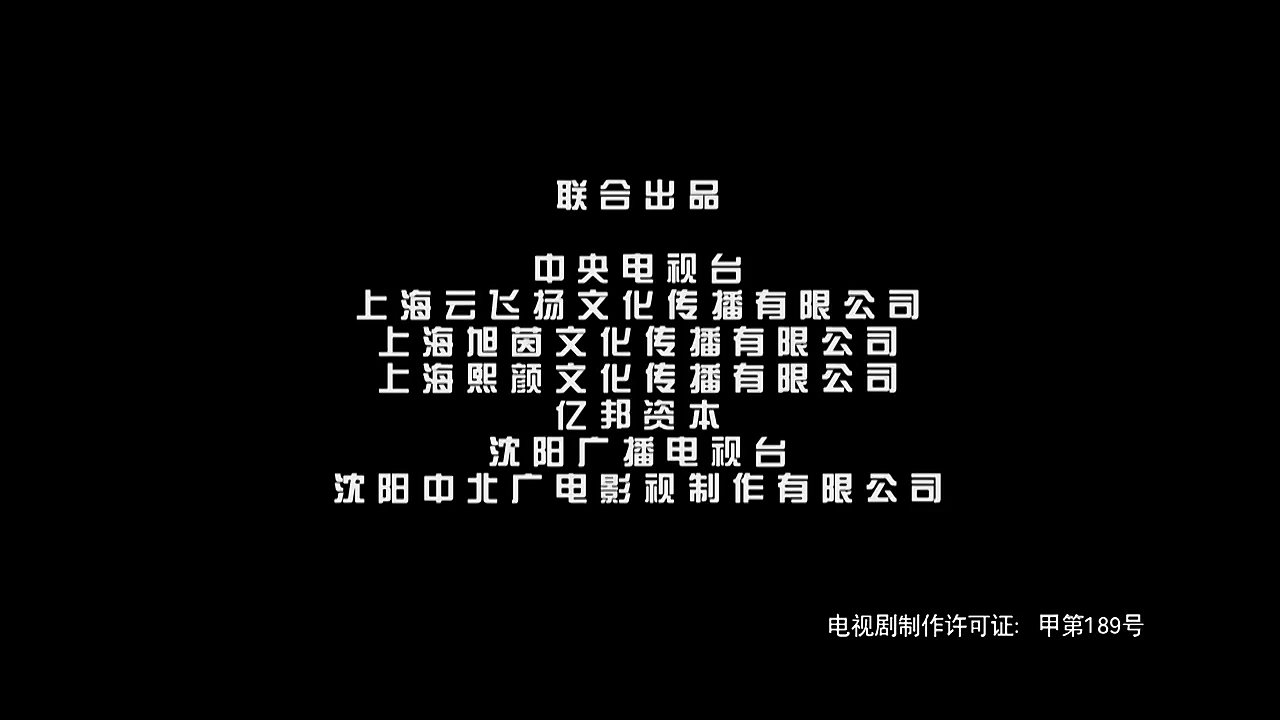 联合出品
中央电视台
上海云飞扬文化传播有限公司
上海旭茵文化传播有限公司
上海熙颜文化传播有限公司
亿邦资本
沈阳广播电视台
沈阳中北广电影视制作有限公司
电视剧制作许可证: 甲第189号